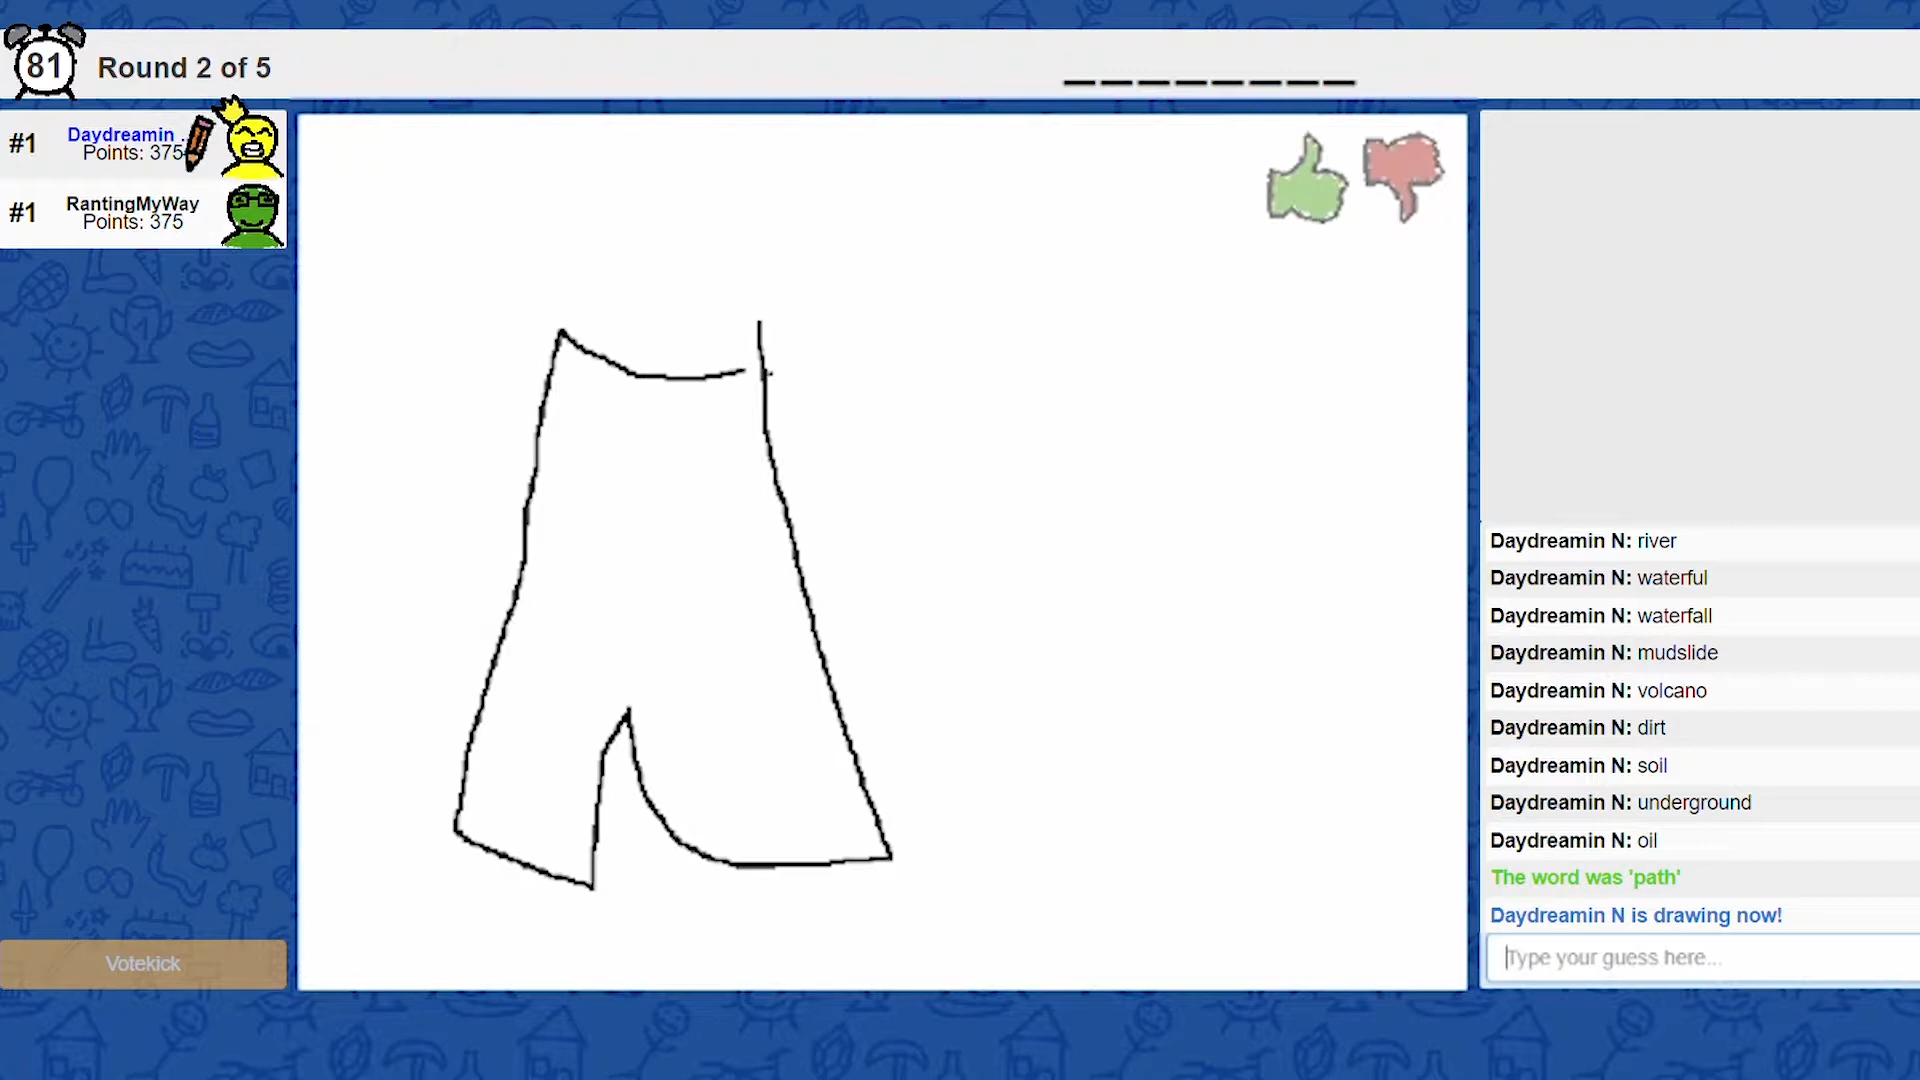 81
Round 2 of 5
________
#1
Daydreamin ..
Points: 375
#1
RantingMyWay
Points: 375
Daydreamin N: river
Daydreamin N: waterful
Daydreamin N: waterfall
Daydreamin N: mudslide
Daydreamin N: volcano
Daydreamin N: dirt
Daydreamin N: soil
Daydreamin N: underground
Daydreamin N: oil
The word was 'path'
Daydreamin N is drawing now!
Type your guess here...
Votekick